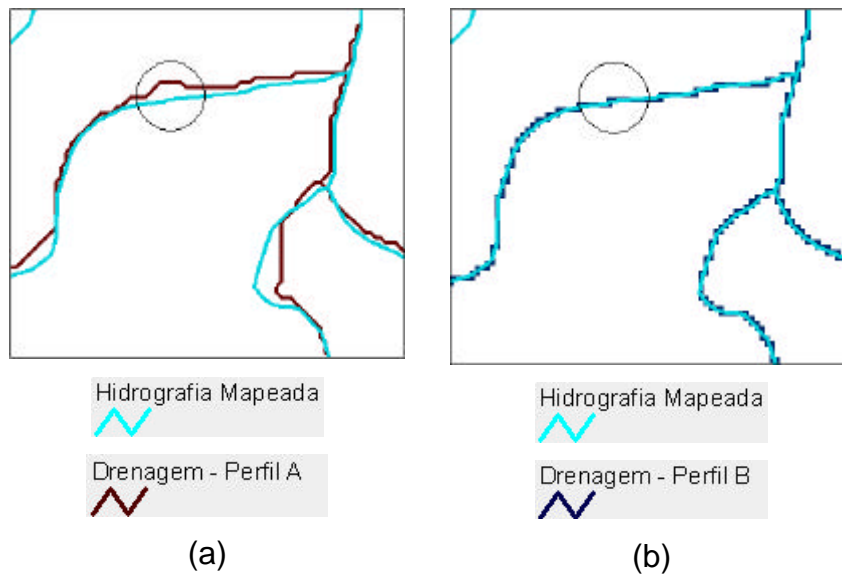 Hidrografia Mapeada
Drenagem - Perfil A
(a)
Hidrografia Mapeada
Drenagem - Perfil B
(b)